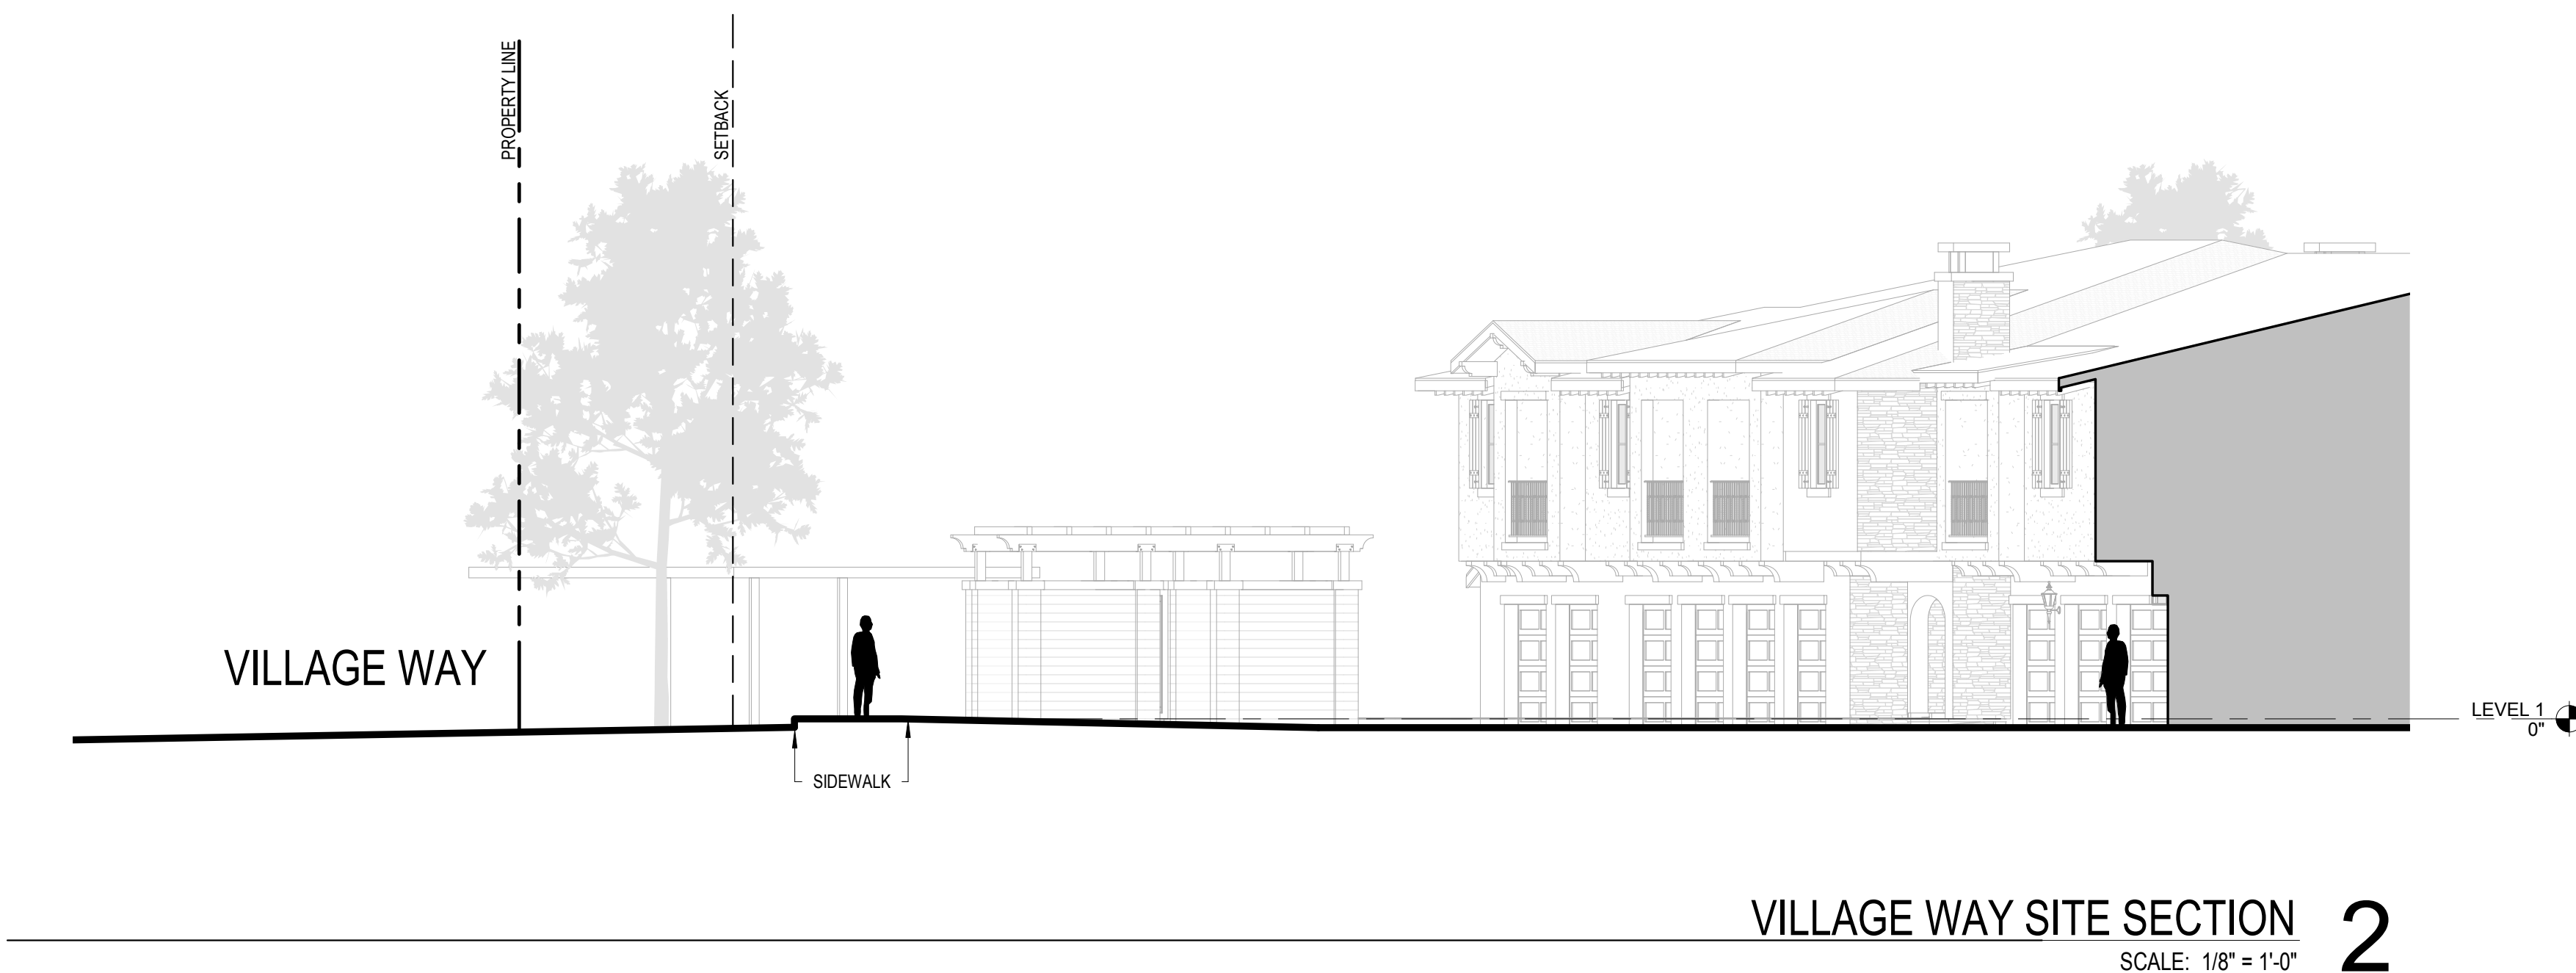 PROPERTY LINE
SETBACK
VILLAGE WAY
LEVEL 1
0"
SIDEWALK
VILLAGE WAY SITE SECTION
2
SCALE: 1/8" = 1'-0"